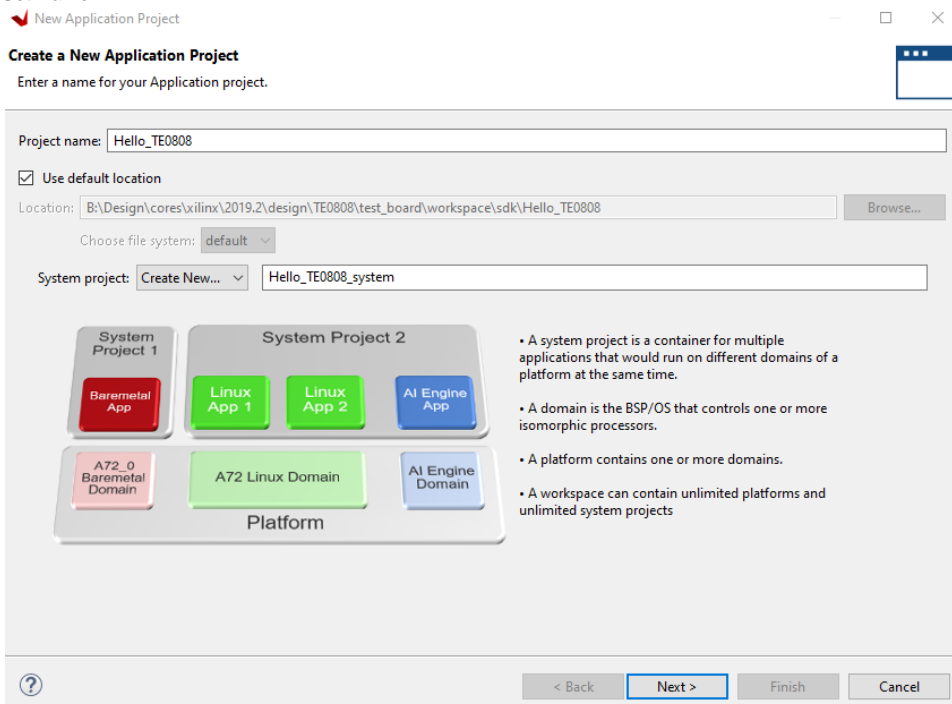 New Application Project
Create a New Application Project
Enter a name for your Application project.
Project name: Hello_TE0808
Use default location
Location: B:\Design\cores\xilinx\2019.2\design\TE0808\test_board\workspace\sdk\Hello_TE0808 Browse...
Choose file system: default
System project: Create New... Hello_TE0808_system
System
Project 1
System Project 2
Baremetal
App
Linux
App 1
Linux
App 2
AI Engine
App
A72_0
Baremetal
Domain
A72 Linux Domain
AI Engine
Domain
Platform
• A system project is a container for multiple
applications that would run on different domains of a
platform at the same time.
• A domain is the BSP/OS that controls one or more
isomorphic processors.
• A platform contains one or more domains.
• A workspace can contain unlimited platforms and
unlimited system projects
? < Back Next > Finish Cancel